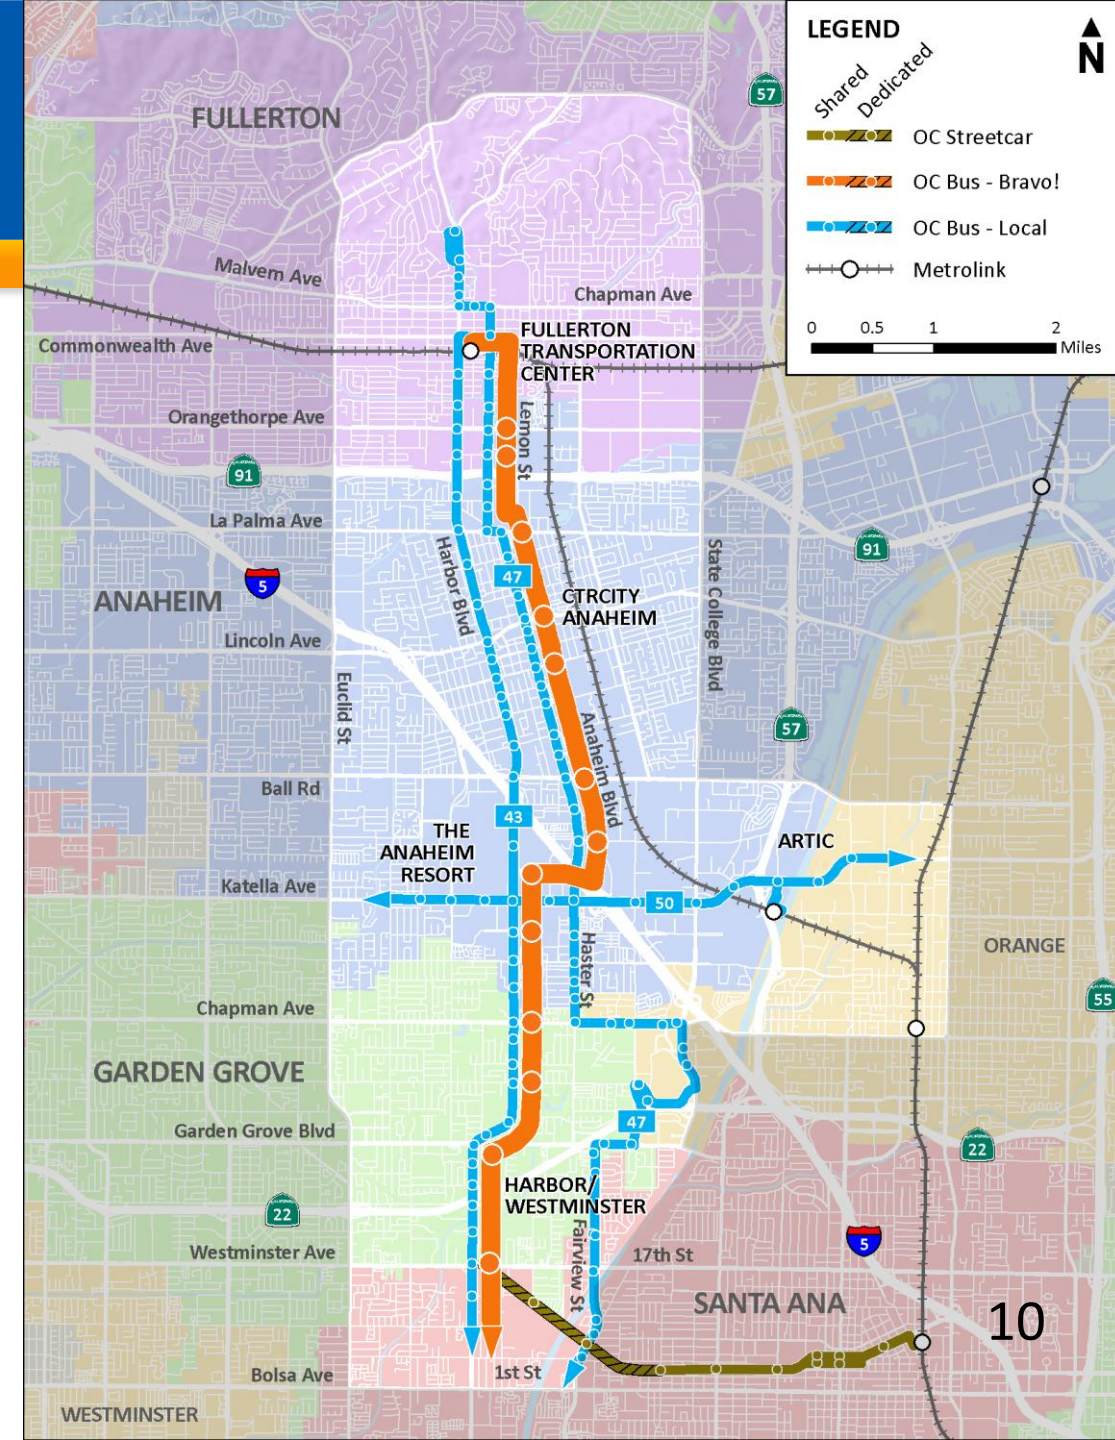 LEGEND
N
Shared
Dedicated
OC Streetcar
OC Bus - Bravo!
OC Bus - Local
Metrolink
0 0.5 1 2
Miles
57
FULLERTON
Malvern Ave
Chapman Ave
Commonwealth Ave
FULLERTON
TRANSPORTATION
CENTER
Orangethorpe Ave
Lemon St
91
La Palma Ave
91
Harbor Blvd
State College Blvd
5
47
ANAHEIM
CTRCITY
ANAHEIM
Lincoln Ave
Euclid St
57
Anaheim Blvd
Ball Rd
43
THE
ANAHEIM
RESORT
ARTIC
Katella Ave
50
ORANGE
Haster St
55
Chapman Ave
GARDEN GROVE
47
Garden Grove Blvd
22
HARBOR/
WESTMINSTER
22
Fairview St
5
Westminster Ave
17th St
SANTA ANA
10
Bolsa Ave
1st St
WESTMINSTER